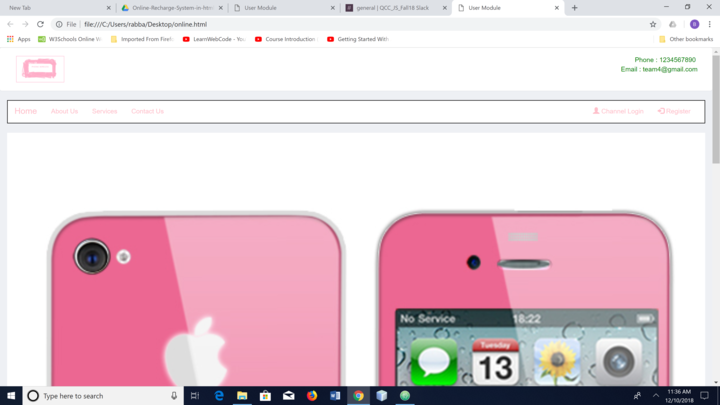 New Tab
Online-Recharge-System-in-htm
User Module
general | QCC_JS_Fall18 Slack
User Module
File | file:///C:/Users/rabba/Desktop/online.html
Apps
W3Schools Online W
Imported From Firef
LearnWebCode - You
Course Introduction
Getting Started With
Other bookmarks
Phone : 1234567890
Email : team4@gmail.com
Home
About Us
Services
Contact Us
Channel Login
Register
No Service
18:22
Tuesday
13
Type here to search
11:36 AM
12/10/2018